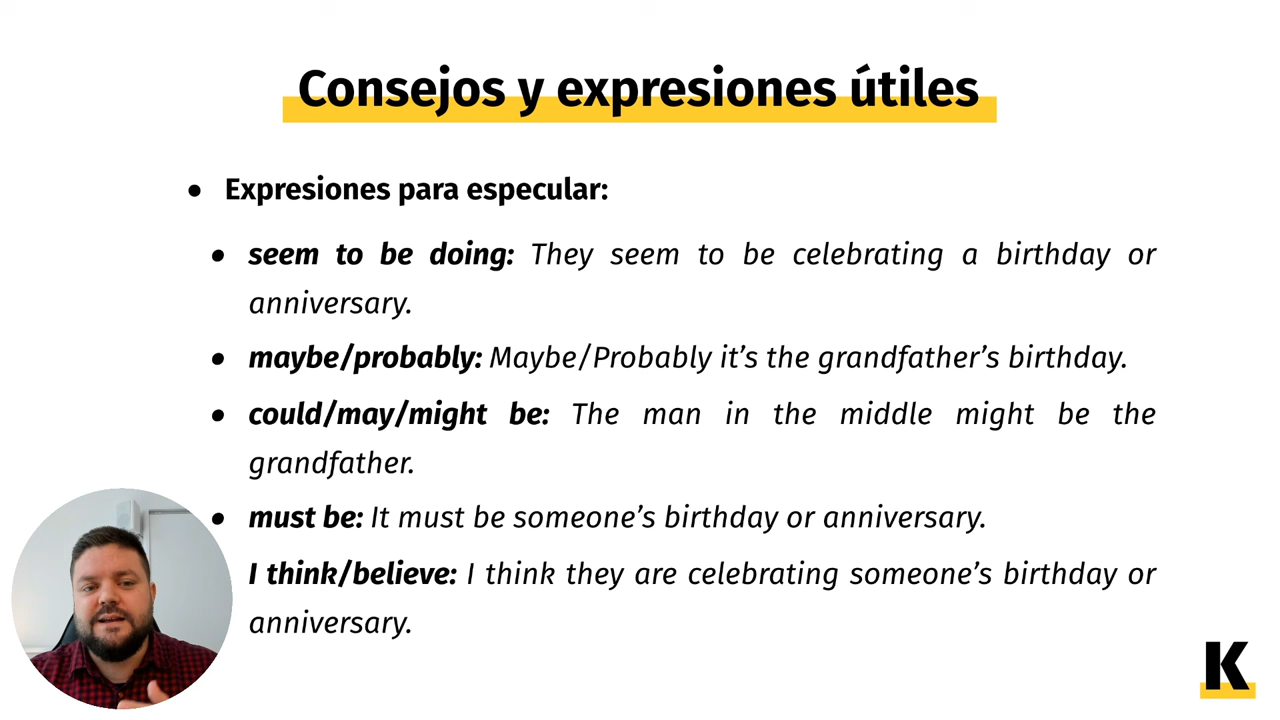 Consejos y expresiones útiles
• Expresiones para especular:
• seem to be doing: They seem to be celebrating a birthday or
anniversary.
• maybe/probably: Maybe/Probably it’s the grandfather’s birthday.
• could/may/might be: The man in the middle might be the
grandfather.
• must be: It must be someone’s birthday or anniversary.
I think/believe: I think they are celebrating someone’s birthday or
anniversary.
K